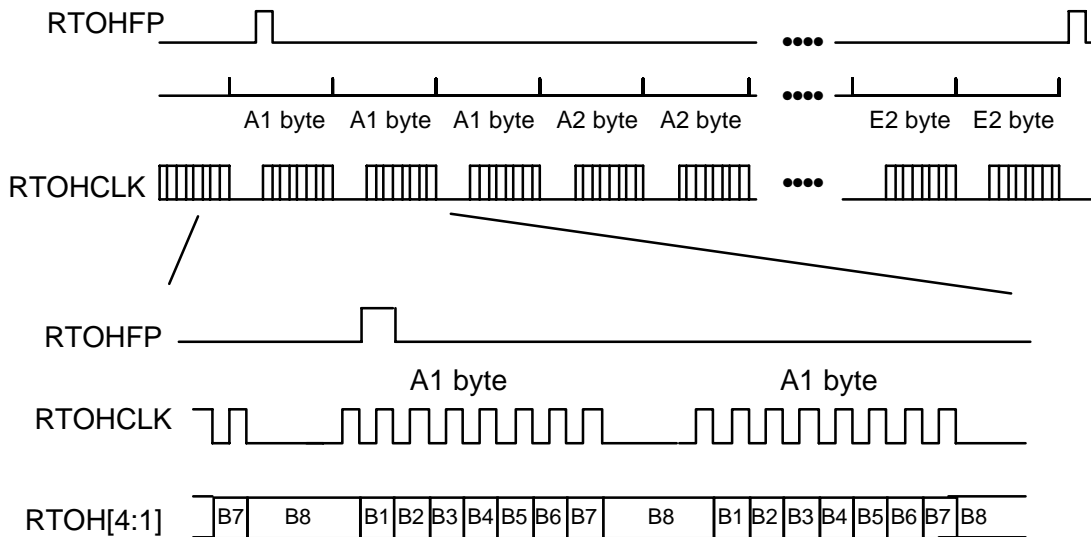 RTOHFP
A1 byte A1 byte A1 byte A2 byte A2 byte E2 byte E2 byte
RTOHCLK
RTOHFP
A1 byte A1 byte
RTOHCLK
RTOH[4:1] B7 B8 B1 B2 B3 B4 B5 B6 B7 B8 B1 B2 B3 B4 B5 B6 B7 B8